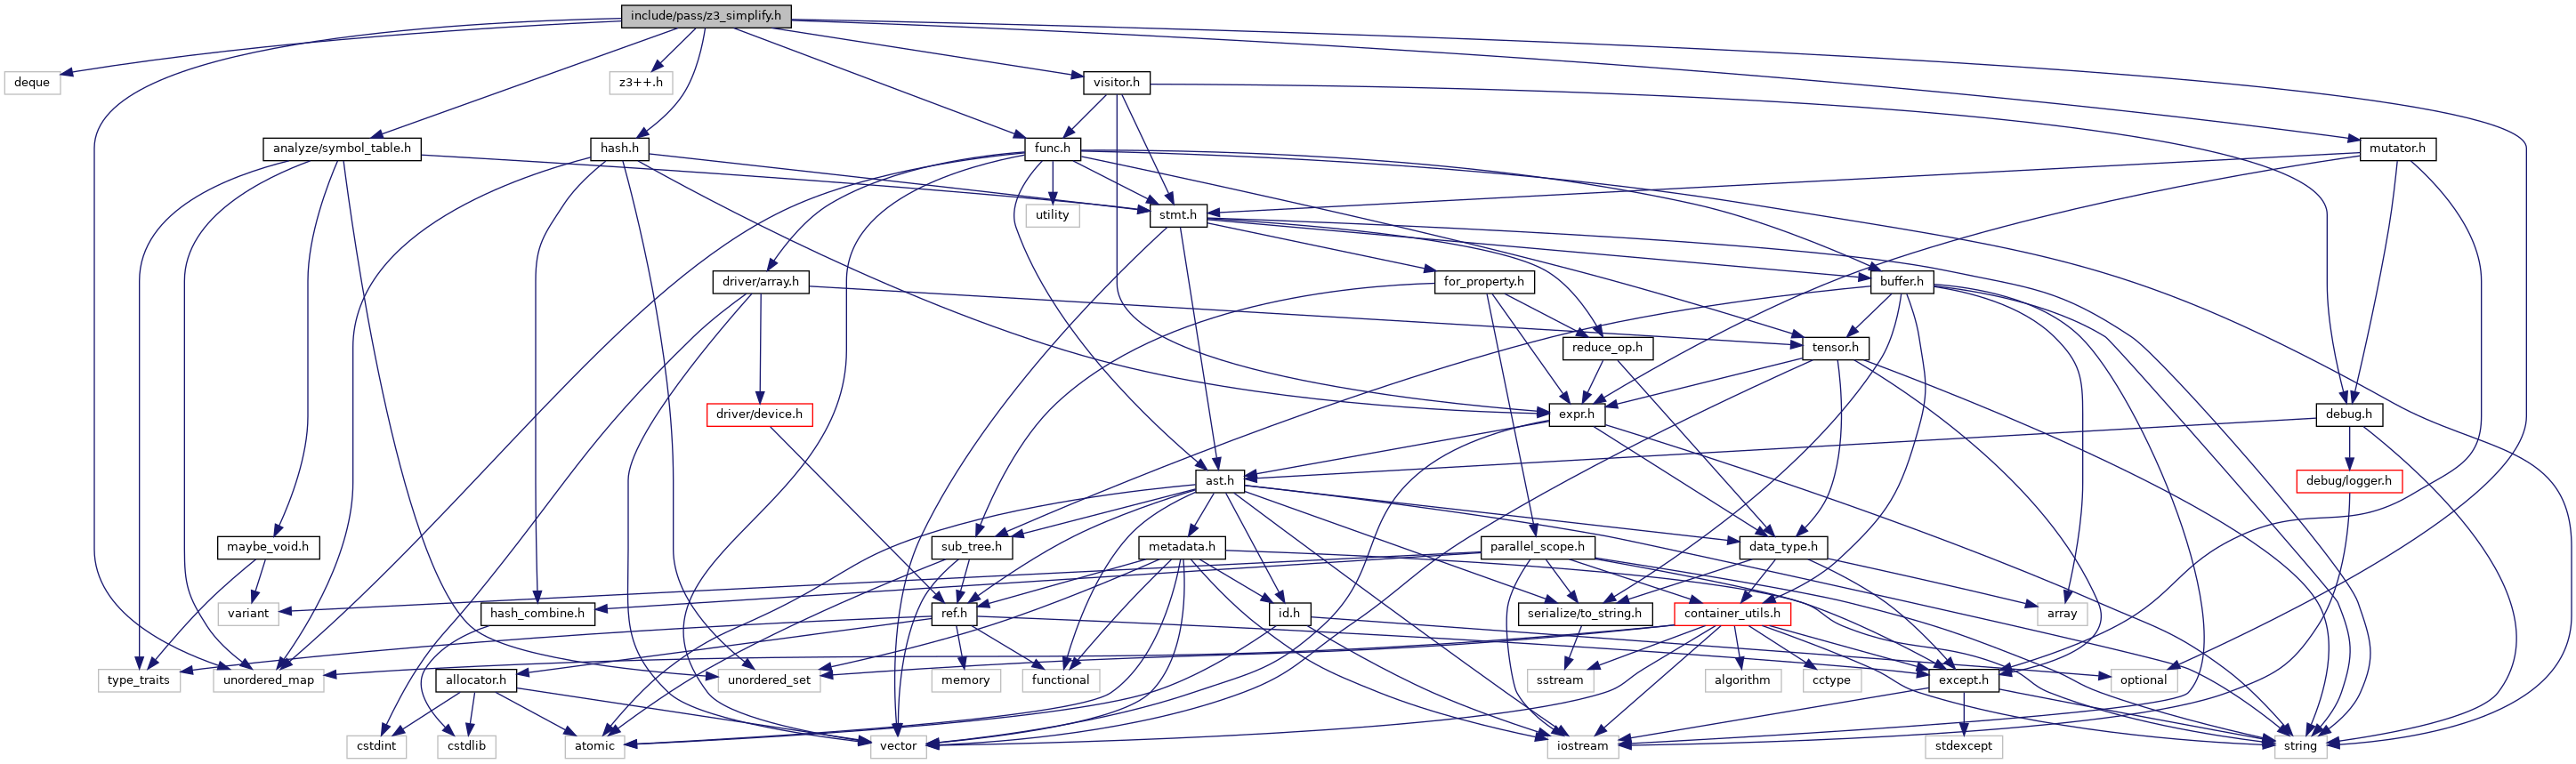 include/pass/z3_simplify.h
deque
z3++.h
visitor.h
analyze/symbol_table.h
hash.h
func.h
mutator.h
utility
stmt.h
driver/array.h
for_property.h
buffer.h
reduce_op.h
tensor.h
driver/device.h
expr.h
debug.h
ast.h
debug/logger.h
maybe_void.h
sub_tree.h
metadata.h
parallel_scope.h
data_type.h
variant
hash_combine.h
ref.h
id.h
serialize/to_string.h
container_utils.h
array
type_traits
unordered_map
allocator.h
unordered_set
memory
functional
sstream
algorithm
cctype
except.h
optional
cstdint
cstdlib
atomic
vector
iostream
stdexcept
string